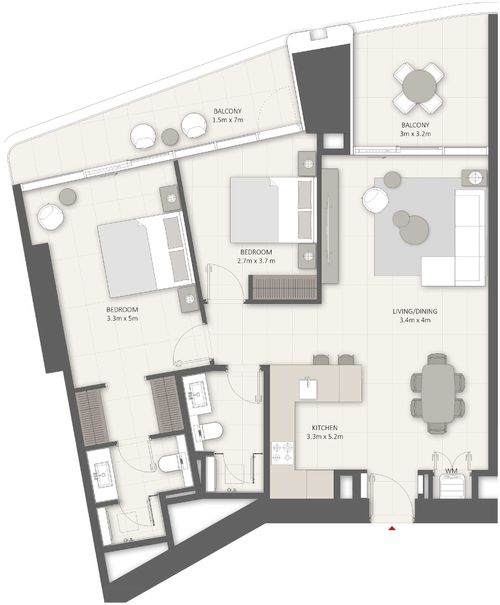 BALCONY
1.5m x 7m
BALCONY
3m x 3.2m
BEDROOM
2.7m x 3.7 m
BEDROOM
3.3m x 5m
LIVING/DINING
3.4m x 4m
KITCHEN
3.3m x 5.2m
WM